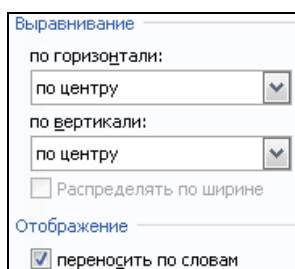 Выравнивание
по горизонтали:
по центру
по вертикали:
по центру
Распределять по ширине
Отображение
переносить по словам